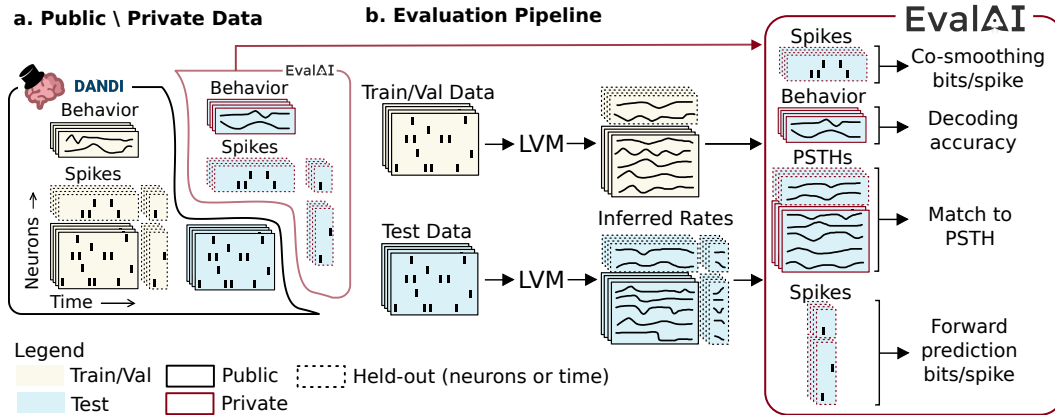 a. Public \ Private Data
b. Evaluation Pipeline
EvalAI
DANDI
EvalAI
Behavior
Behavior
Spikes
Spikes
Neurons
Time
Train/Val Data
LVM
Test Data
LVM
Inferred Rates
Spikes
Co-smoothing
bits/spike
Behavior
Decoding
accuracy
PSTHs
Match to
PSTH
Spikes
Forward
prediction
bits/spike
Legend
Train/Val
Public
Held-out (neurons or time)
Test
Private